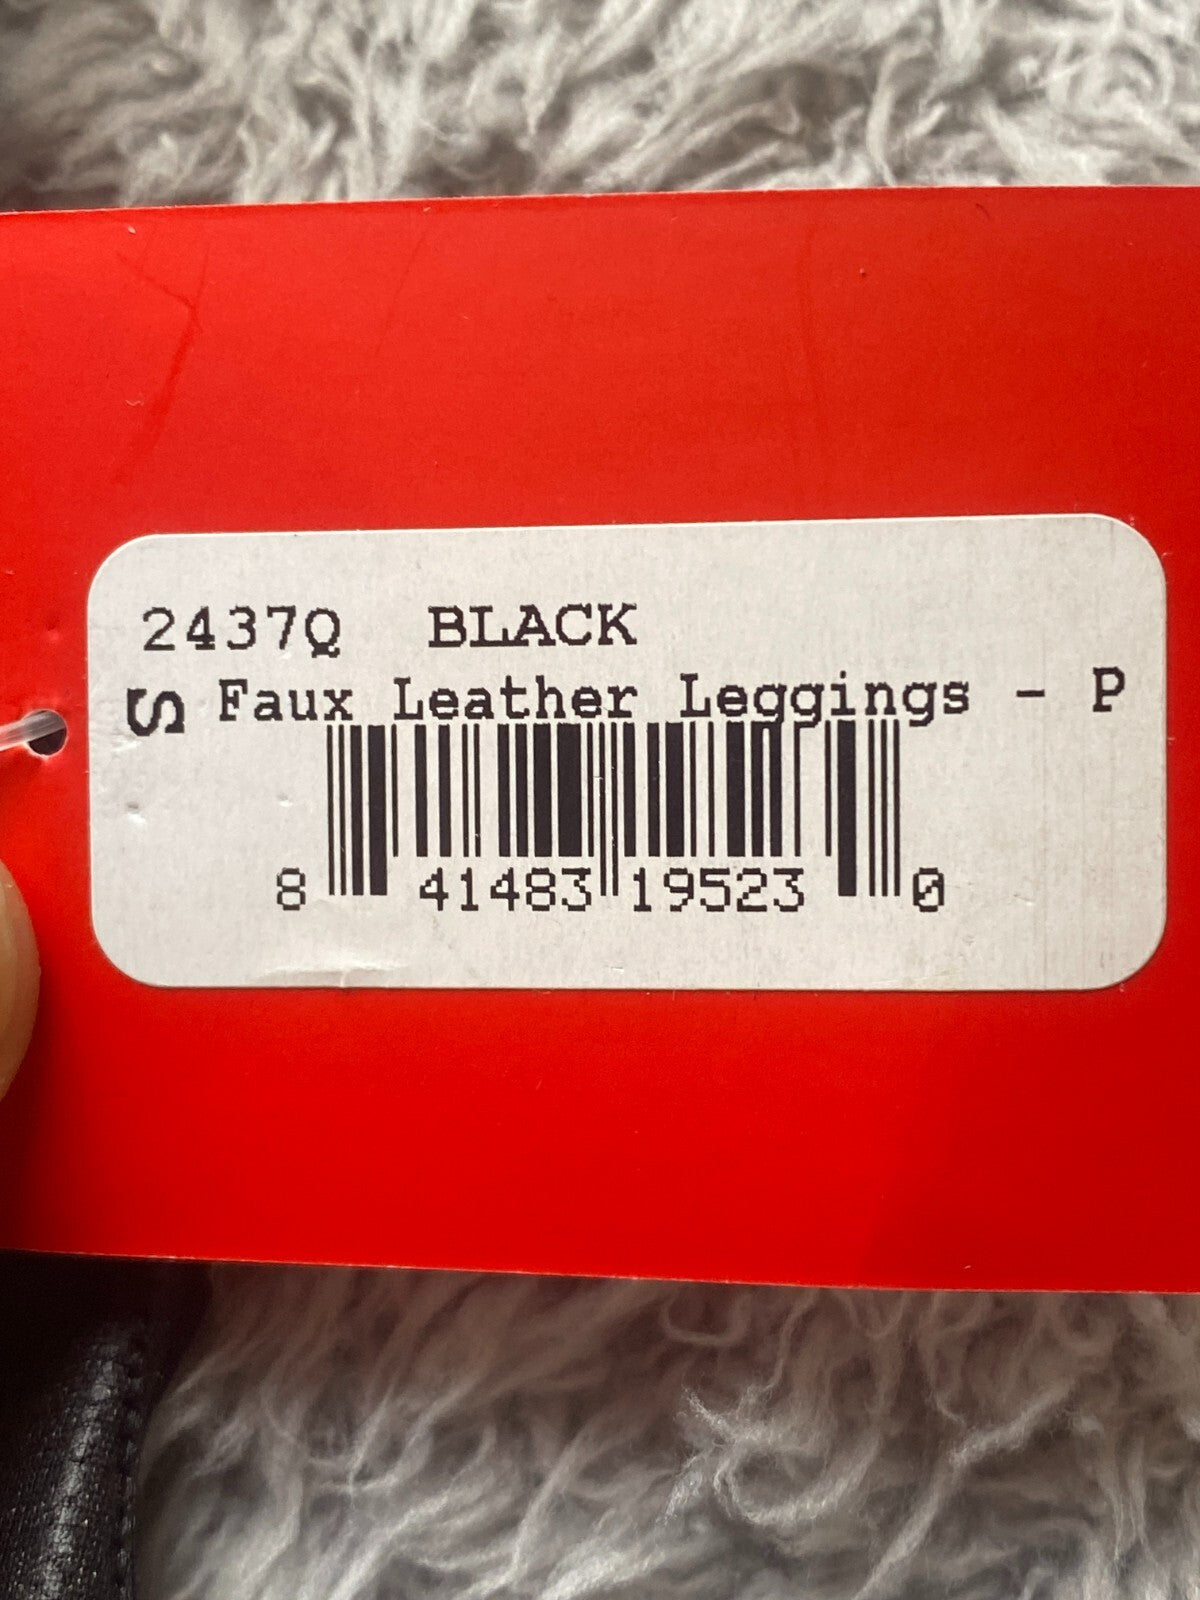 2437Q BLACK
S Faux Leather Leggings - P
8 41483 19523 0